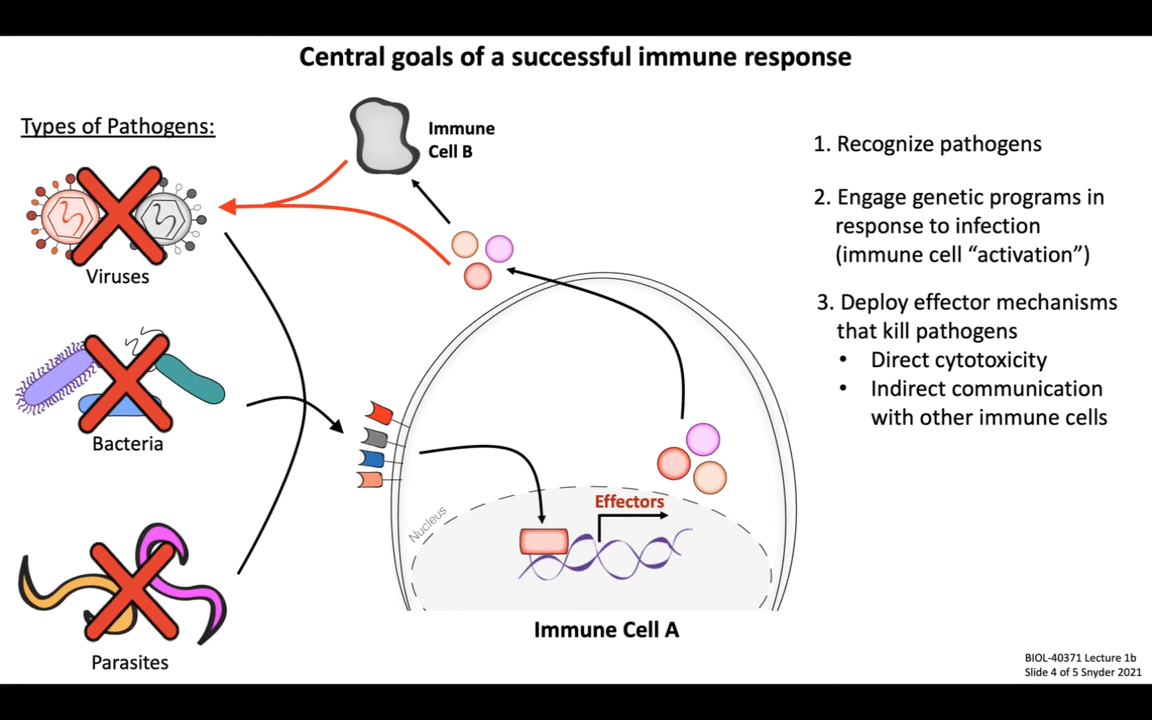 Central goals of a successful immune response
Types of Pathogens:
Viruses
Bacteria
Parasites
Immune
Cell B
Nucleus
Effectors
Immune Cell A
1. Recognize pathogens
2. Engage genetic programs in
response to infection
(immune cell “activation”)
3. Deploy effector mechanisms
that kill pathogens
• Direct cytotoxicity
• Indirect communication
with other immune cells
BIOL-40371 Lecture 1b
Slide 4 of 5 Snyder 2021